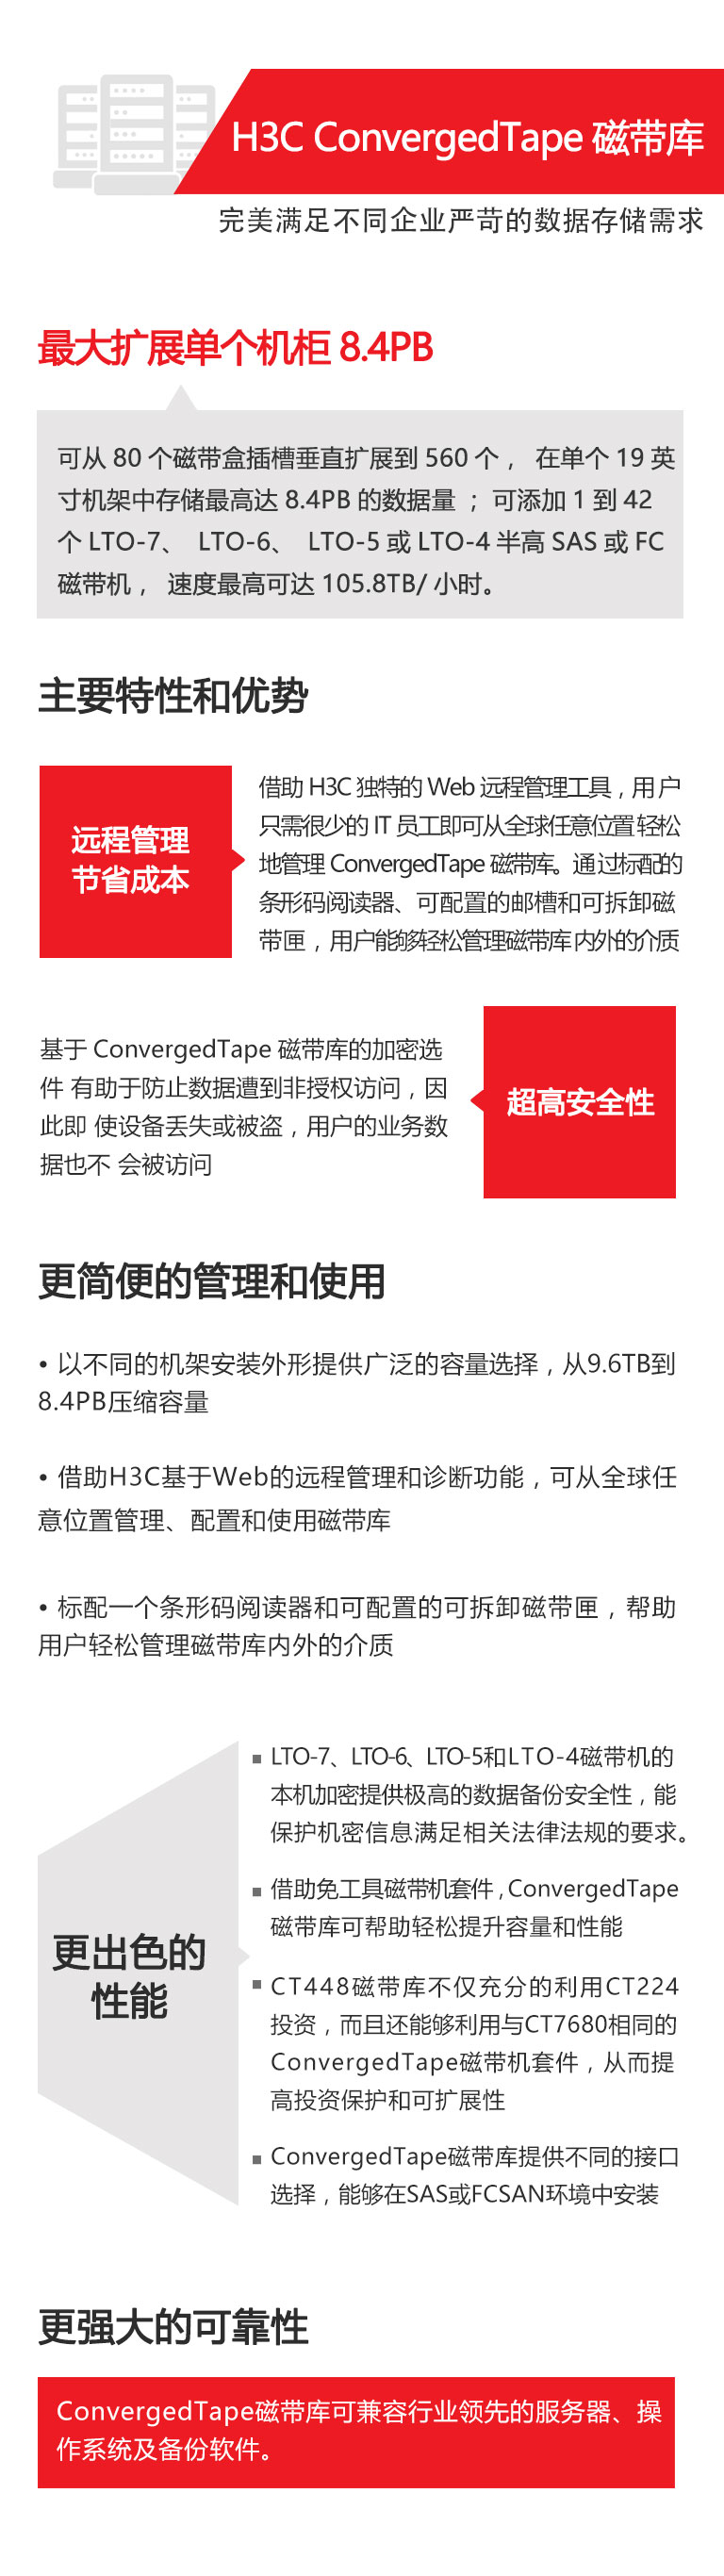 H3C ConvergedTape 磁带库
完美满足不同企业严苛的数据存储需求
最大扩展单个机柜 8.4PB
可从 80 个磁带盒插槽垂直扩展到 560 个， 在单个 19 英
寸机架中存储最高达 8.4PB 的数据量 ；可添加 1 到 42
个 LTO-7、 LTO-6、 LTO-5 或 LTO-4 半高 SAS 或 FC
磁带机， 速度最高可达 105.8TB/ 小时。
主要特性和优势
远程管理
节省成本
借助 H3C 独特的 Web 远程管理工具，用户
只需很少的 IT 员工即可从全球任意位置轻松
地管理 ConvergedTape 磁带库。通过标配的
条形码阅读器、可配置的邮槽和可拆卸磁
带匣，用户能够轻松管理磁带库内外的介质
基于 ConvergedTape 磁带库的加密选
件 有助于防止数据遭到非授权访问，因
此即 使设备丢失或被盗，用户的业务数
据也不 会被访问
超高安全性
更简便的管理和使用
• 以不同的机架安装外形提供广泛的容量选择，从9.6TB到
8.4PB压缩容量
• 借助H3C基于Web的远程管理和诊断功能，可从全球任
意位置管理、配置和使用磁带库
• 标配一个条形码阅读器和可配置的可拆卸磁带匣，帮助
用户轻松管理磁带库内外的介质
更出色的
性能
▪ LTO-7、LTO-6、LTO-5和LTO-4磁带机的
本机加密提供极高的数据备份安全性，能
保护机密信息满足相关法律法规的要求。
▪ 借助免工具磁带机套件，ConvergedTape
磁带库可帮助轻松提升容量和性能
▪ CT448磁带库不仅充分的利用CT224
投资，而且还能够利用与CT7680相同的
ConvergedTape磁带机套件，从而提
高投资保护和可扩展性
▪ ConvergedTape磁带库提供不同的接口
选择，能够在SAS或FCSAN环境中安装
更强大的可靠性
ConvergedTape磁带库可兼容行业领先的服务器、操
作系统及备份软件。